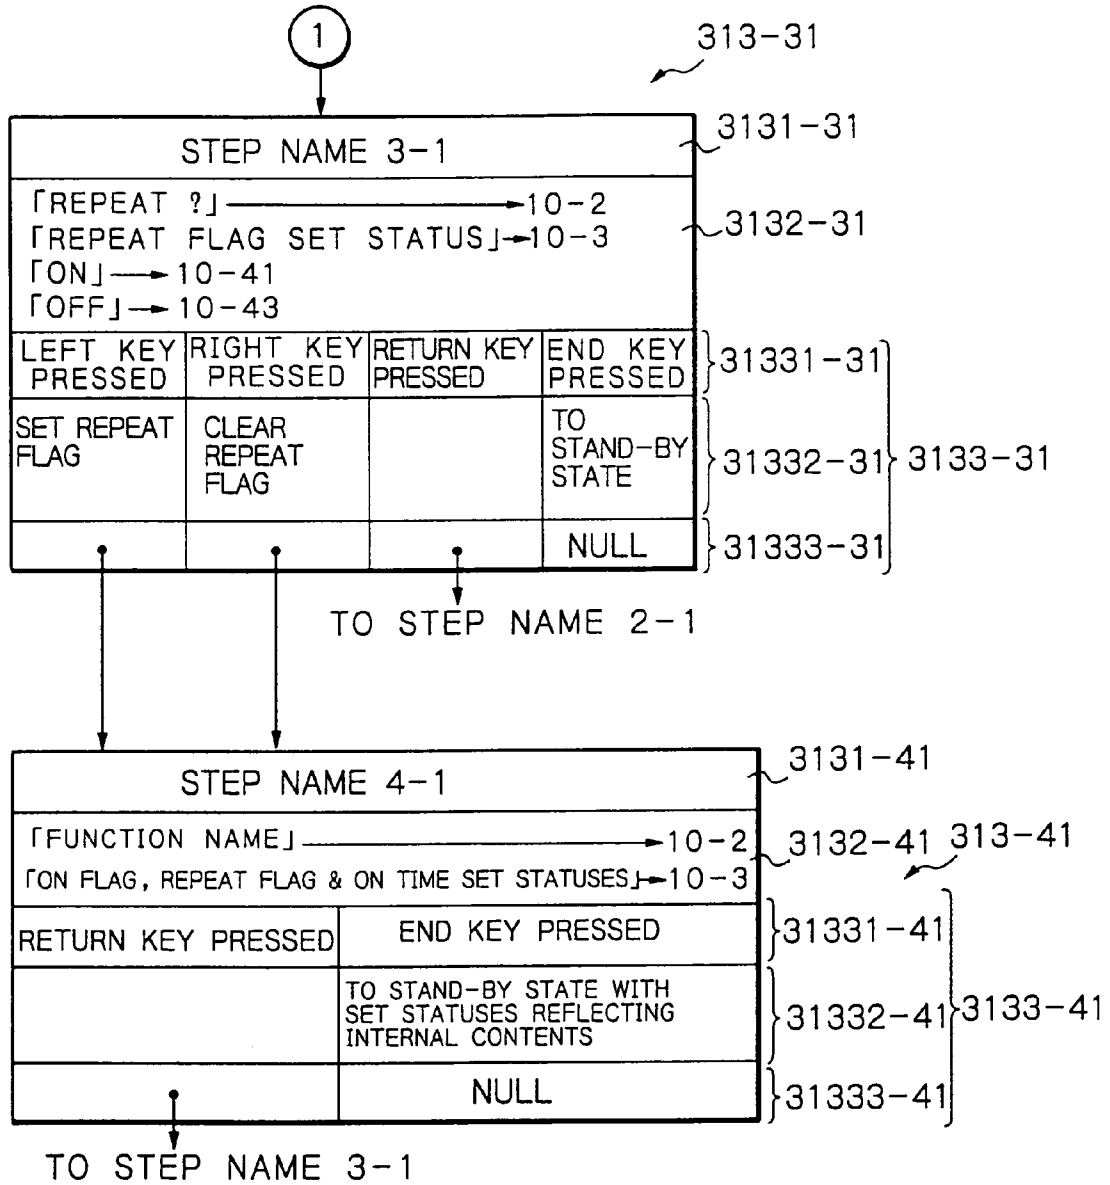 1
313-31
STEP NAME 3-1
3131-31
「REPEAT ?」 10-2
「REPEAT FLAG SET STATUS」 10-3
3132-31
「ON」 10-41
「OFF」 10-43
LEFT KEY
PRESSED
RIGHT KEY
PRESSED
RETURN KEY
PRESSED
END KEY
PRESSED
31331-31
SET REPEAT
FLAG
CLEAR
REPEAT
FLAG
TO
STAND-BY
STATE
31332-31
3133-31
NULL
31333-31
TO STEP NAME 2-1
STEP NAME 4-1
3131-41
「FUNCTION NAME」 10-2
3132-41
313-41
「ON FLAG, REPEAT FLAG & ON TIME SET STATUSES」 10-3
RETURN KEY PRESSED
END KEY PRESSED
31331-41
TO STAND-BY STATE WITH
SET STATUSES REFLECTING
INTERNAL CONTENTS
31332-41
3133-41
NULL
31333-41
TO STEP NAME 3-1